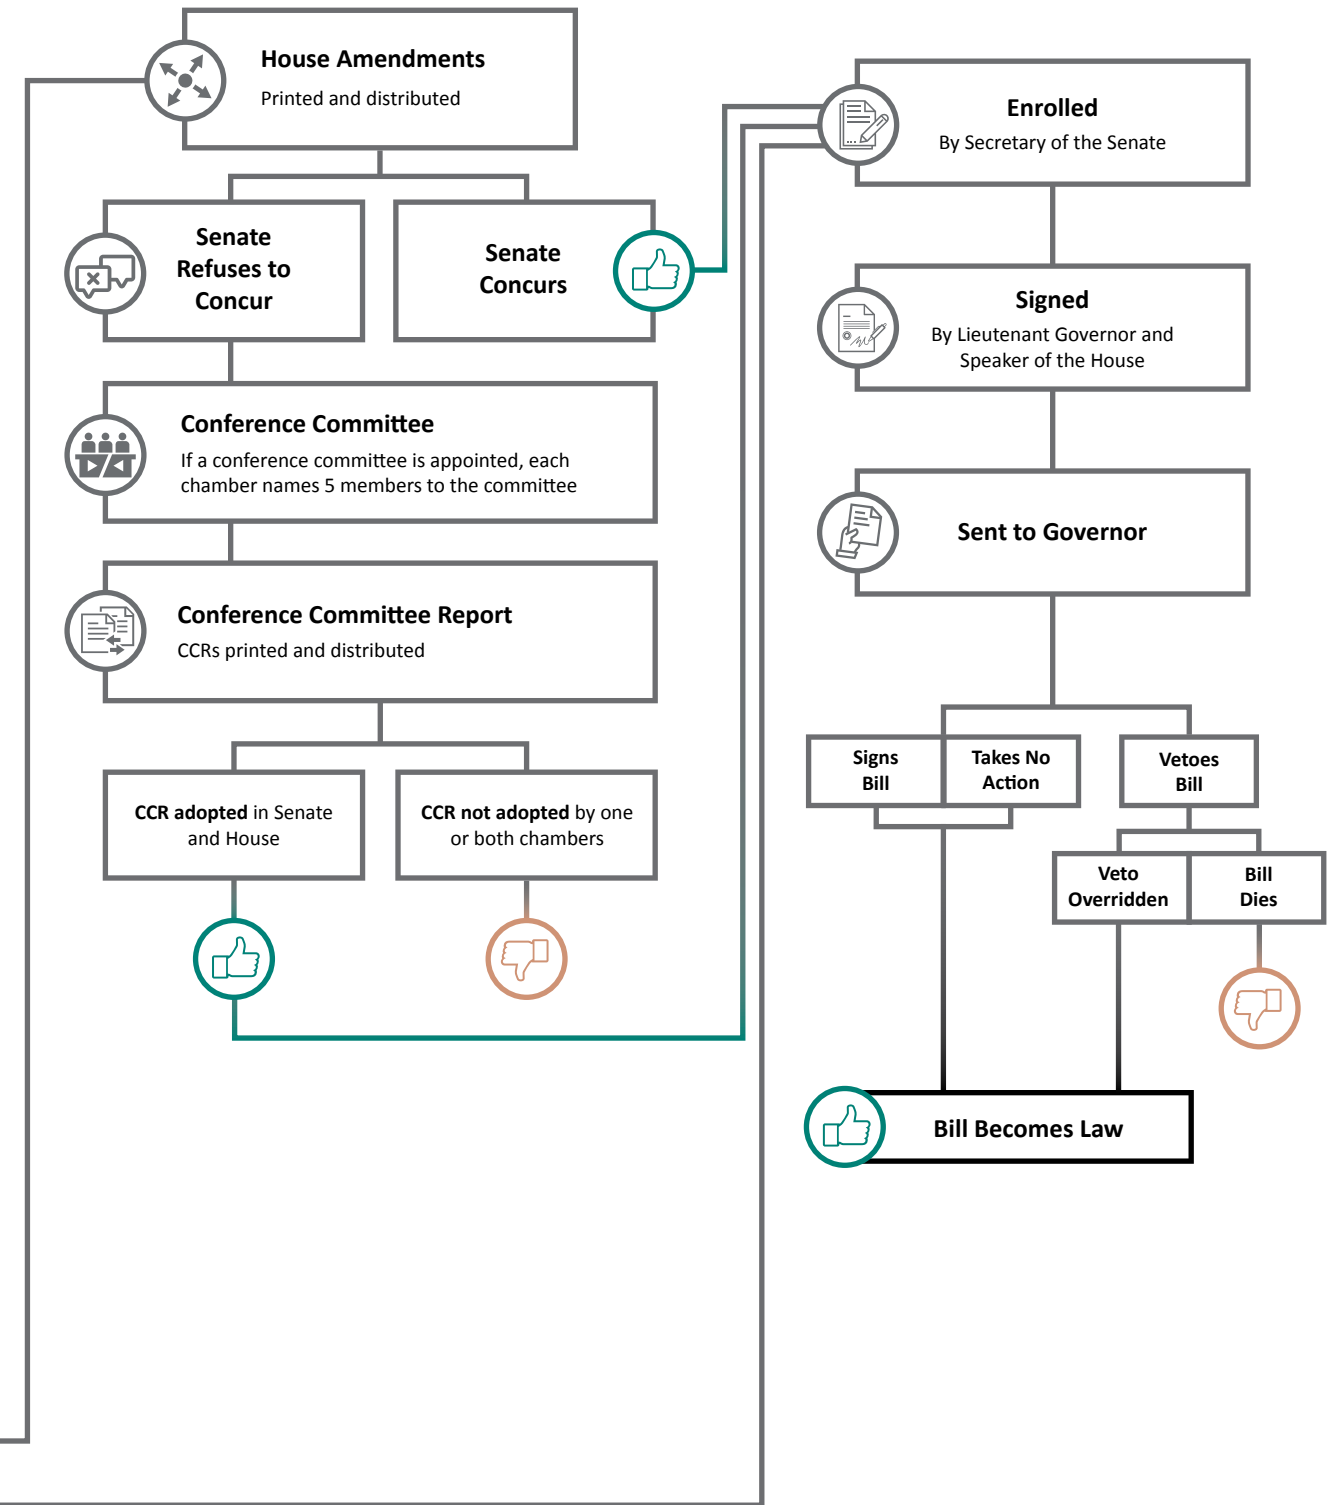 House Amendments
Printed and distributed
Senate
Refuses to
Concur
Senate
Concurs
Conference Committee
If a conference committee is appointed, each
chamber names 5 members to the committee
Conference Committee Report
CCRs printed and distributed
CCR adopted in Senate
and House
CCR not adopted by one
or both chambers
Enrolled
By Secretary of the Senate
Signed
By Lieutenant Governor and
Speaker of the House
Sent to Governor
Signs
Bill
Takes No
Action
Vetoes
Bill
Veto
Overridden
Bill
Dies
Bill Becomes Law